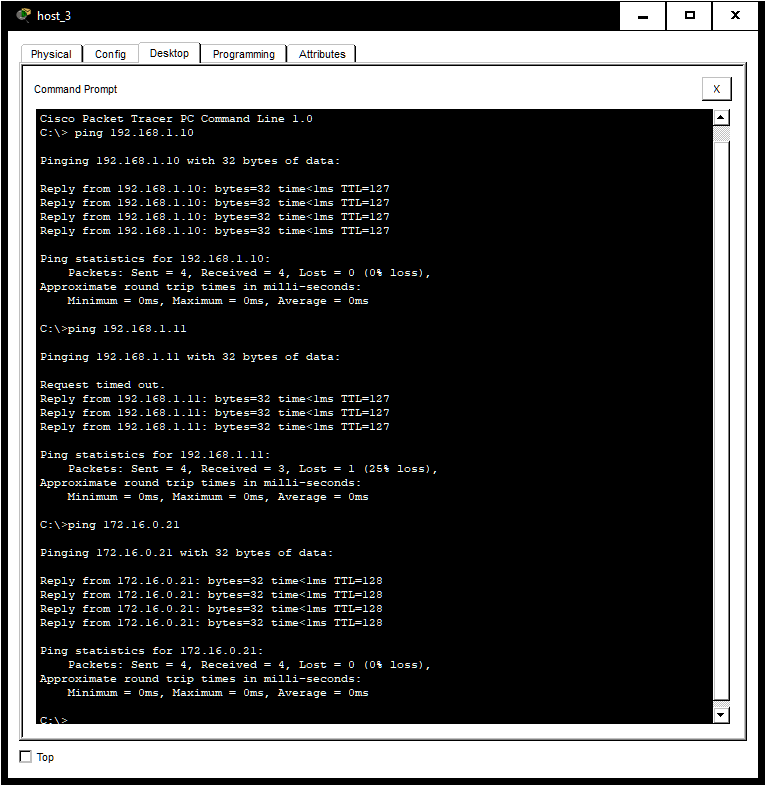 host_3
Physical Config Desktop Programming Attributes
Command Prompt
X
Cisco Packet Tracer PC Command Line 1.0
C:\> ping 192.168.1.10
Pinging 192.168.1.10 with 32 bytes of data:
Reply from 192.168.1.10: bytes=32 time<1ms TTL=127
Reply from 192.168.1.10: bytes=32 time<1ms TTL=127
Reply from 192.168.1.10: bytes=32 time<1ms TTL=127
Reply from 192.168.1.10: bytes=32 time<1ms TTL=127
Ping statistics for 192.168.1.10:
Packets: Sent = 4, Received = 4, Lost = 0 (0% loss),
Approximate round trip times in milli-seconds:
Minimum = 0ms, Maximum = 0ms, Average = 0ms
C:\>ping 192.168.1.11
Pinging 192.168.1.11 with 32 bytes of data:
Request timed out.
Reply from 192.168.1.11: bytes=32 time<1ms TTL=127
Reply from 192.168.1.11: bytes=32 time<1ms TTL=127
Reply from 192.168.1.11: bytes=32 time<1ms TTL=127
Ping statistics for 192.168.1.11:
Packets: Sent = 4, Received = 3, Lost = 1 (25% loss),
Approximate round trip times in milli-seconds:
Minimum = 0ms, Maximum = 0ms, Average = 0ms
C:\>ping 172.16.0.21
Pinging 172.16.0.21 with 32 bytes of data:
Reply from 172.16.0.21: bytes=32 time<1ms TTL=128
Reply from 172.16.0.21: bytes=32 time<1ms TTL=128
Reply from 172.16.0.21: bytes=32 time<1ms TTL=128
Reply from 172.16.0.21: bytes=32 time<1ms TTL=128
Ping statistics for 172.16.0.21:
Packets: Sent = 4, Received = 4, Lost = 0 (0% loss),
Approximate round trip times in milli-seconds:
Minimum = 0ms, Maximum = 0ms, Average = 0ms
C:\>
Top